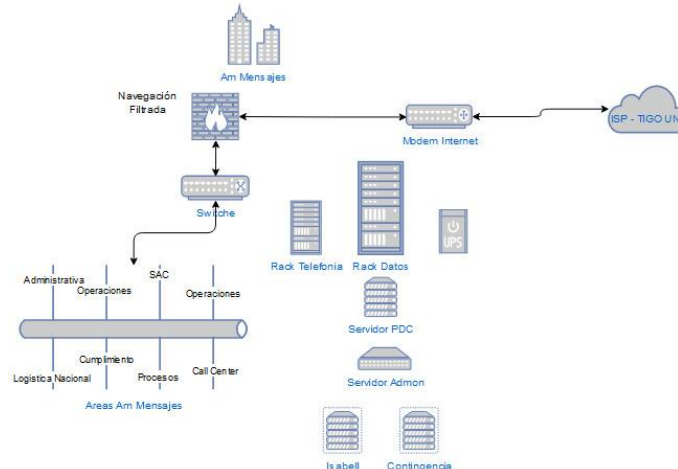 Am Mensajes
Navegación
Filtrada
Modem Internet
ISP - TIGO UN
Switche
Rack Telefonia
Rack Datos
UPS
Administrativa
Operaciones
SAC
Operaciones
Servidor PDC
Logistica Nacional
Cumplimiento
Procesos
Call Center
Areas Am Mensajes
Servidor Admon
Isabell
Contingencia